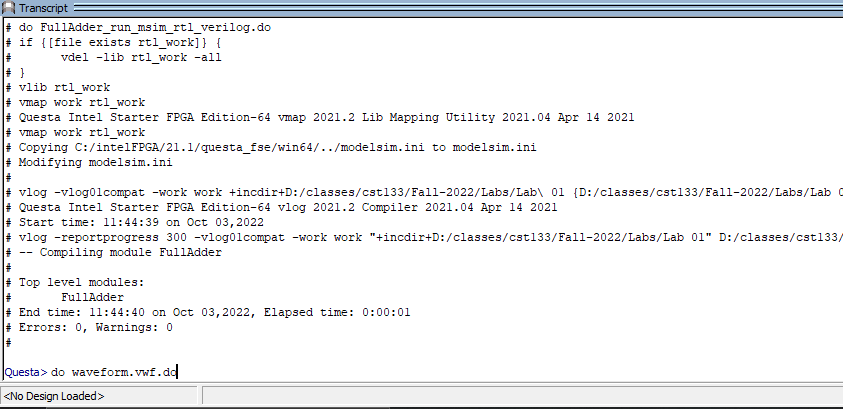 Transcript
# do FullAdder_run_msim_rtl_verilog.do
# if {[file exists rtl_work]} {
# 	vdel -lib rtl_work -all
# }
# vlib rtl_work
# vmap work rtl_work
# Questa Intel Starter FPGA Edition-64 vmap 2021.2 Lib Mapping Utility 2021.04 Apr 14 2021
# vmap work rtl_work
# Copying C:/intelFPGA/21.1/questa_fse/win64/../modelsim.ini to modelsim.ini
# Modifying modelsim.ini
#
# vlog -vlog01compat -work work +incdir+D:/classes/cst133/Fall-2022/Labs/Lab\ 01 {D:/classes/cst133/Fall-2022/Labs/Lab 0
# Questa Intel Starter FPGA Edition-64 vlog 2021.2 Compiler 2021.04 Apr 14 2021
# Start time: 11:44:39 on Oct 03,2022
# vlog -reportprogress 300 -vlog01compat -work work "+incdir+D:/classes/cst133/Fall-2022/Labs/Lab 01" D:/classes/cst133/
# -- Compiling module FullAdder
#
# Top level modules:
# 	FullAdder
# End time: 11:44:40 on Oct 03,2022, Elapsed time: 0:00:01
# Errors: 0, Warnings: 0
#
Questa> do waveform.vwf.do
<No Design Loaded>